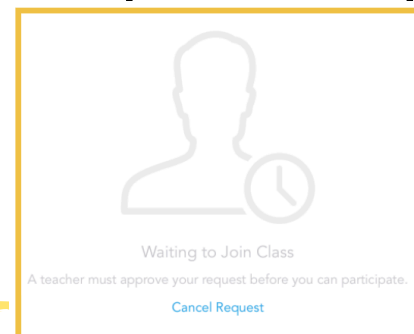 Waiting to Join Class
A teacher must approve your request before you can participate.
Cancel Request